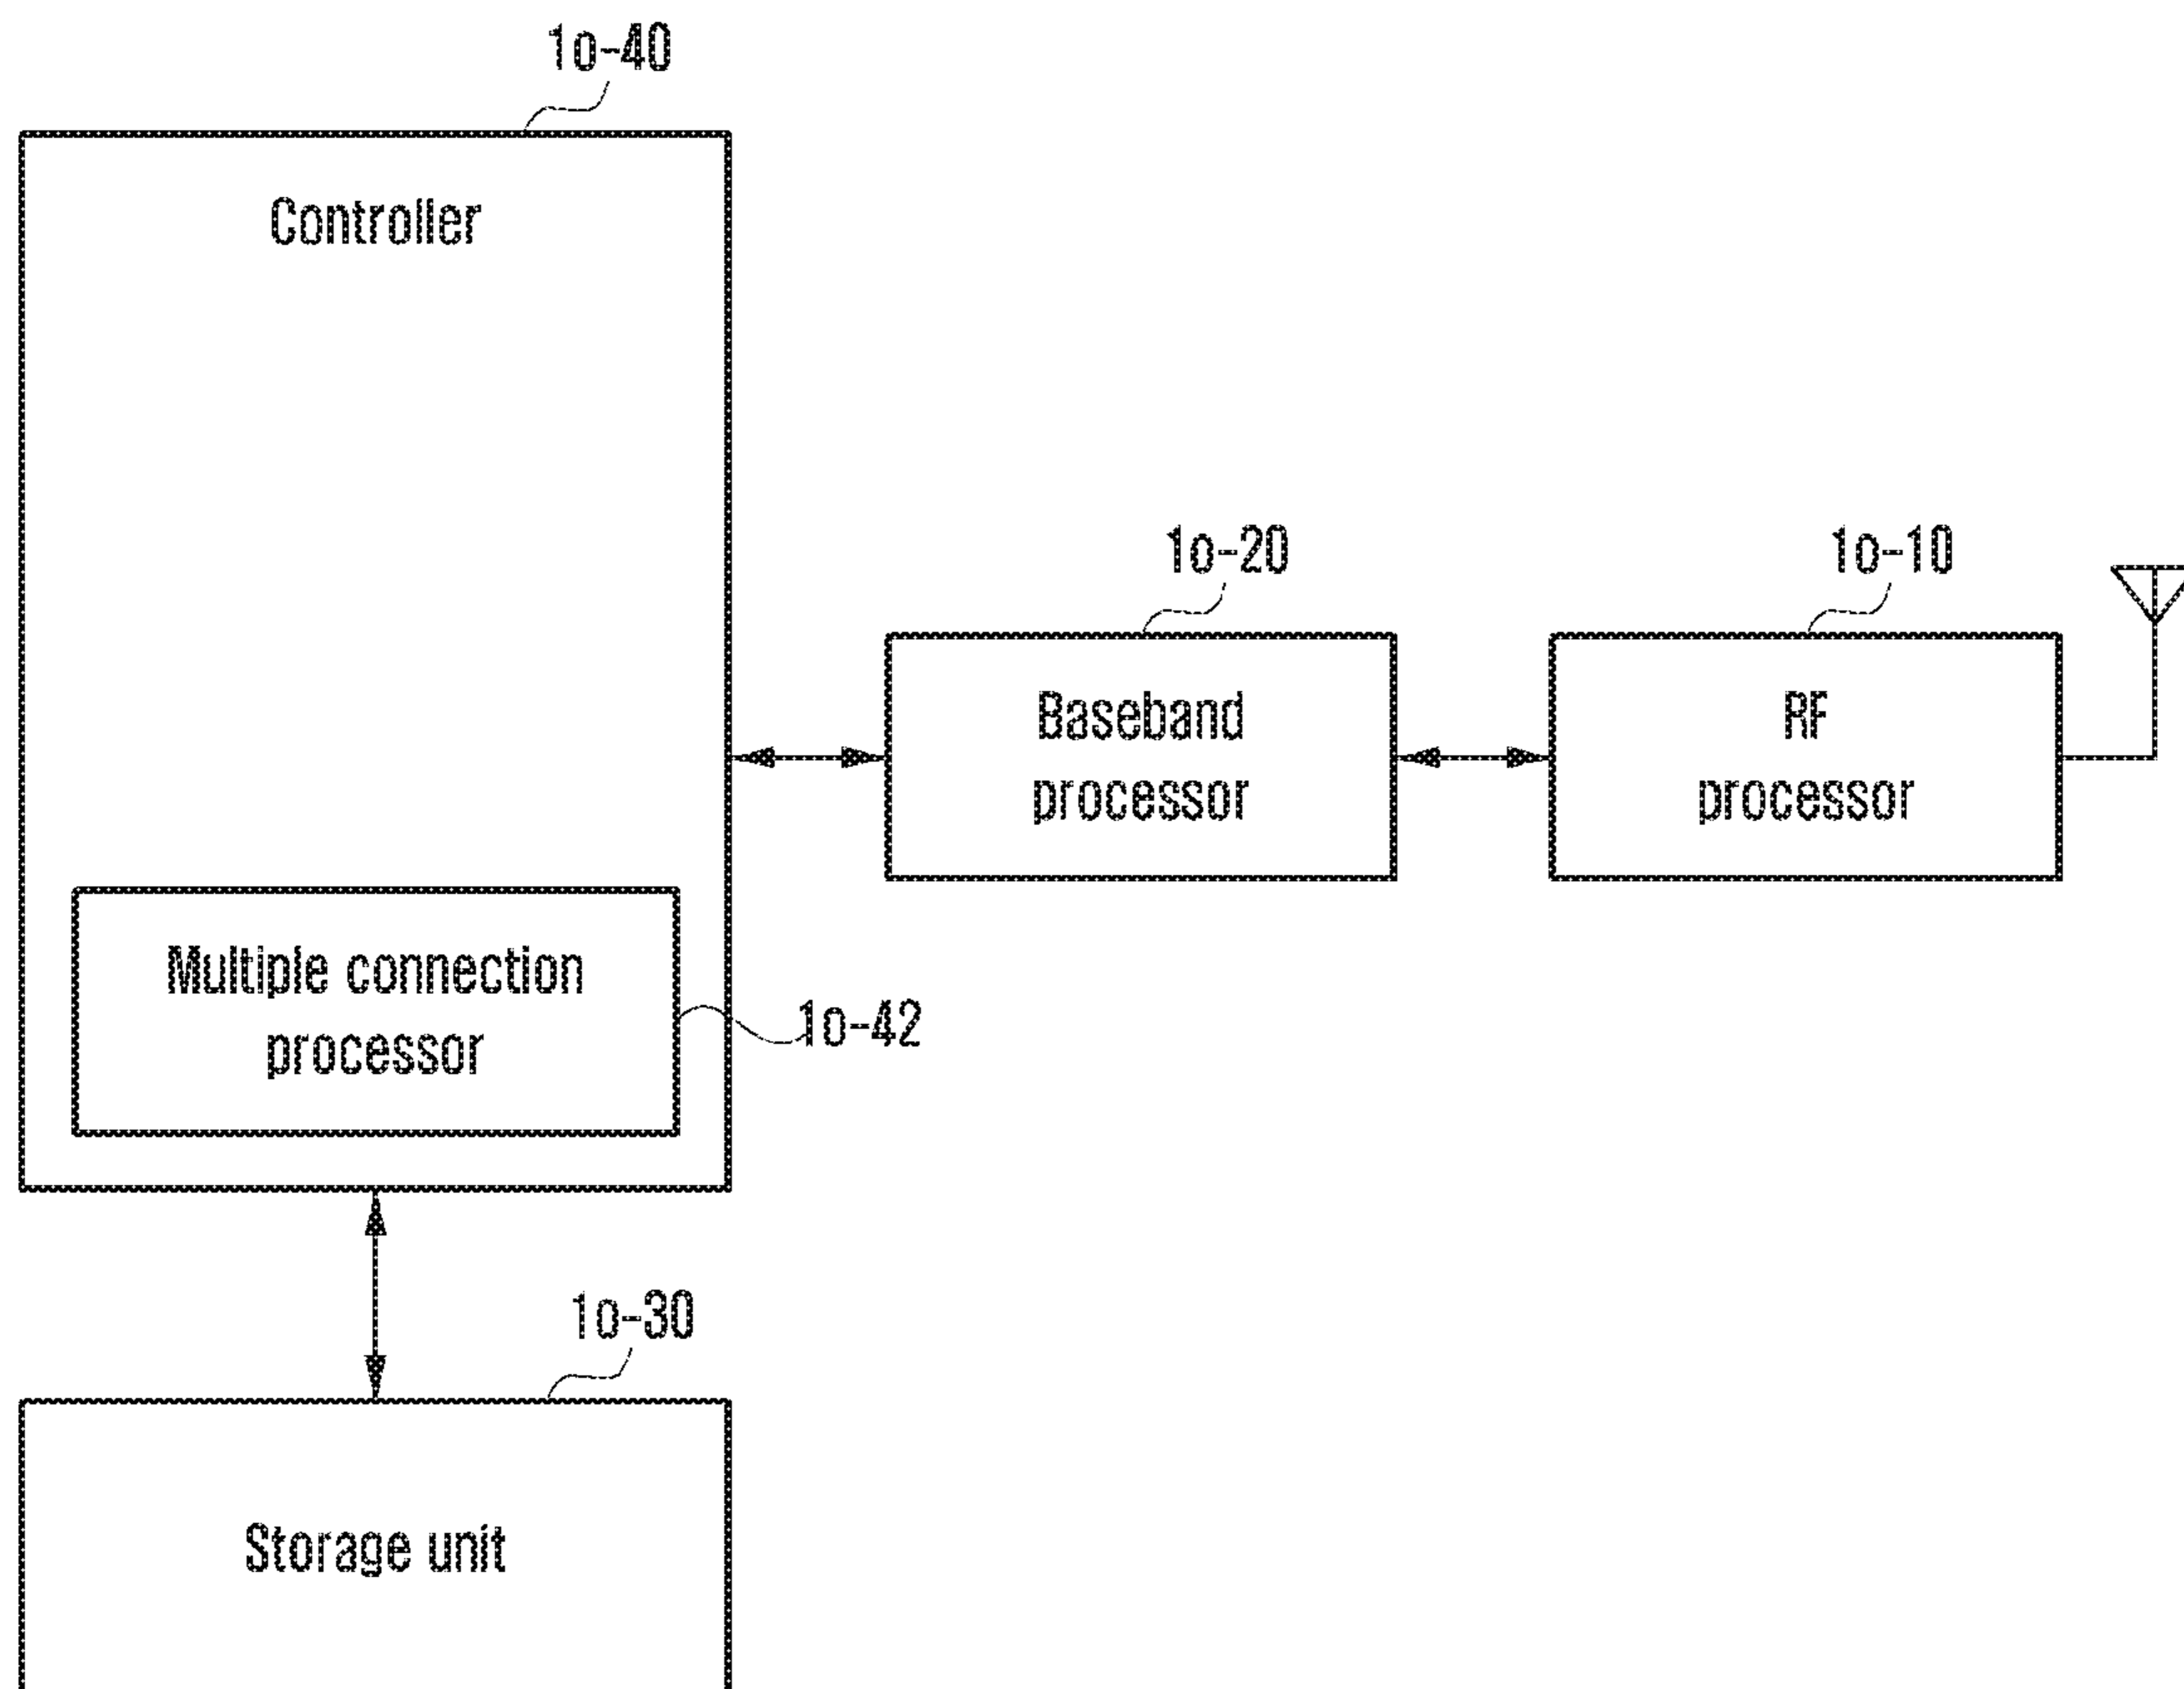 1o-40
Controller
1o-20
1o-10
Baseband
processor
RF
processor
Multiple connection
processor
1o-42
1o-30
Storage unit